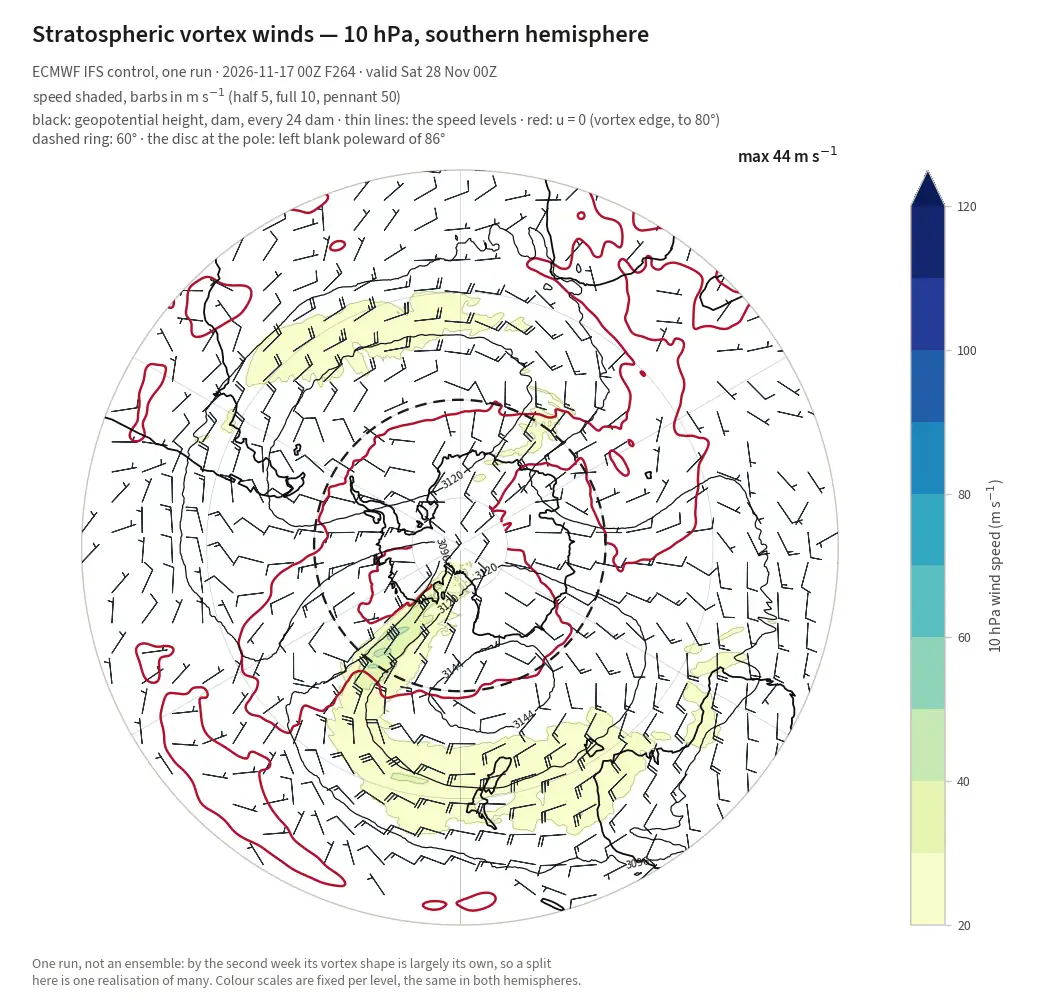 Stratospheric vortex winds — 10 hPa, southern hemisphere
ECMWF IFS control, one run · 2026-11-17 00Z F264 · valid Sat 28 Nov 00Z
speed shaded, barbs in m s⁻¹ (half 5, full 10, pennant 50)
black: geopotential height, dam, every 24 dam · thin lines: the speed levels · red: u = 0 (vortex edge, to 80°)
dashed ring: 60° · the disc at the pole: left blank poleward of 86°
max 44 m s⁻¹
120
100
80
60
40
20
10 hPa wind speed (m s⁻¹)
3120
3096
3120
3144
3144
3096
One run, not an ensemble: by the second week its vortex shape is largely its own, so a split
here is one realisation of many. Colour scales are fixed per level, the same in both hemispheres.